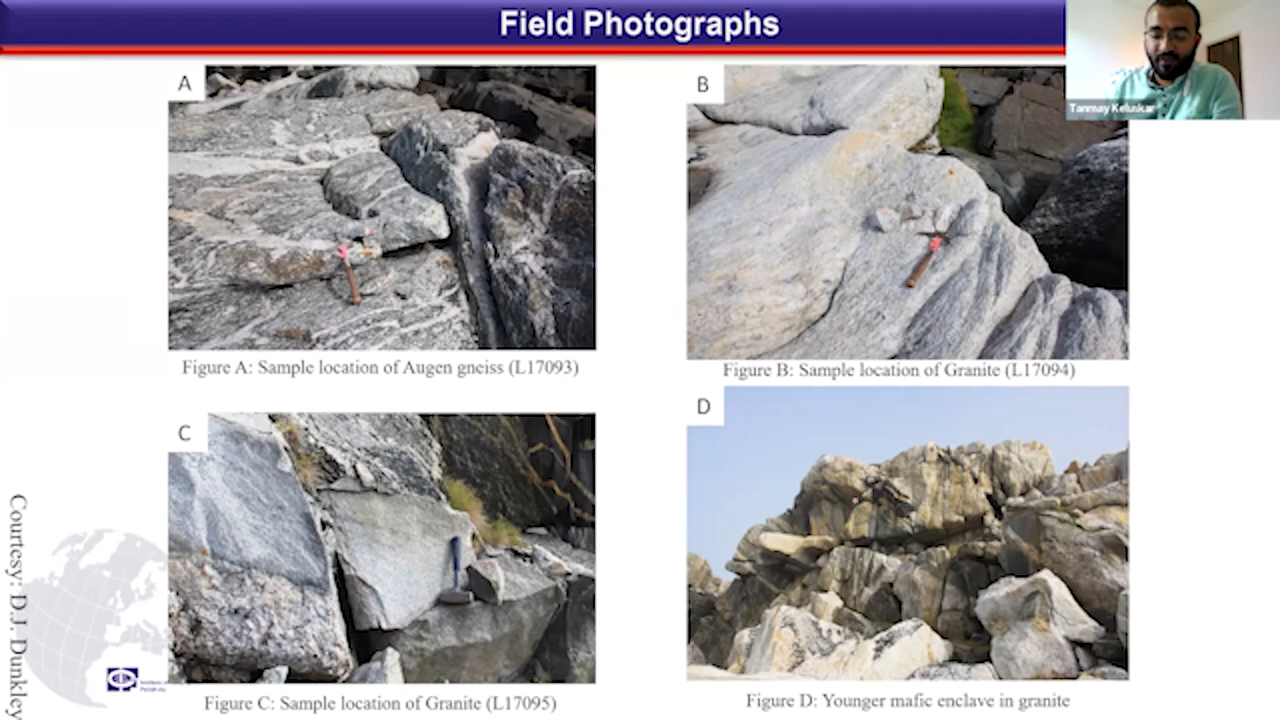 Field Photographs
Tanmay Keluskar
A
B
Figure A: Sample location of Augen gneiss (L17093)
Figure B: Sample location of Granite (L17094)
C
D
Figure C: Sample location of Granite (L17095)
Figure D: Younger mafic enclave in granite
Courtesy: D.J. Dunkley